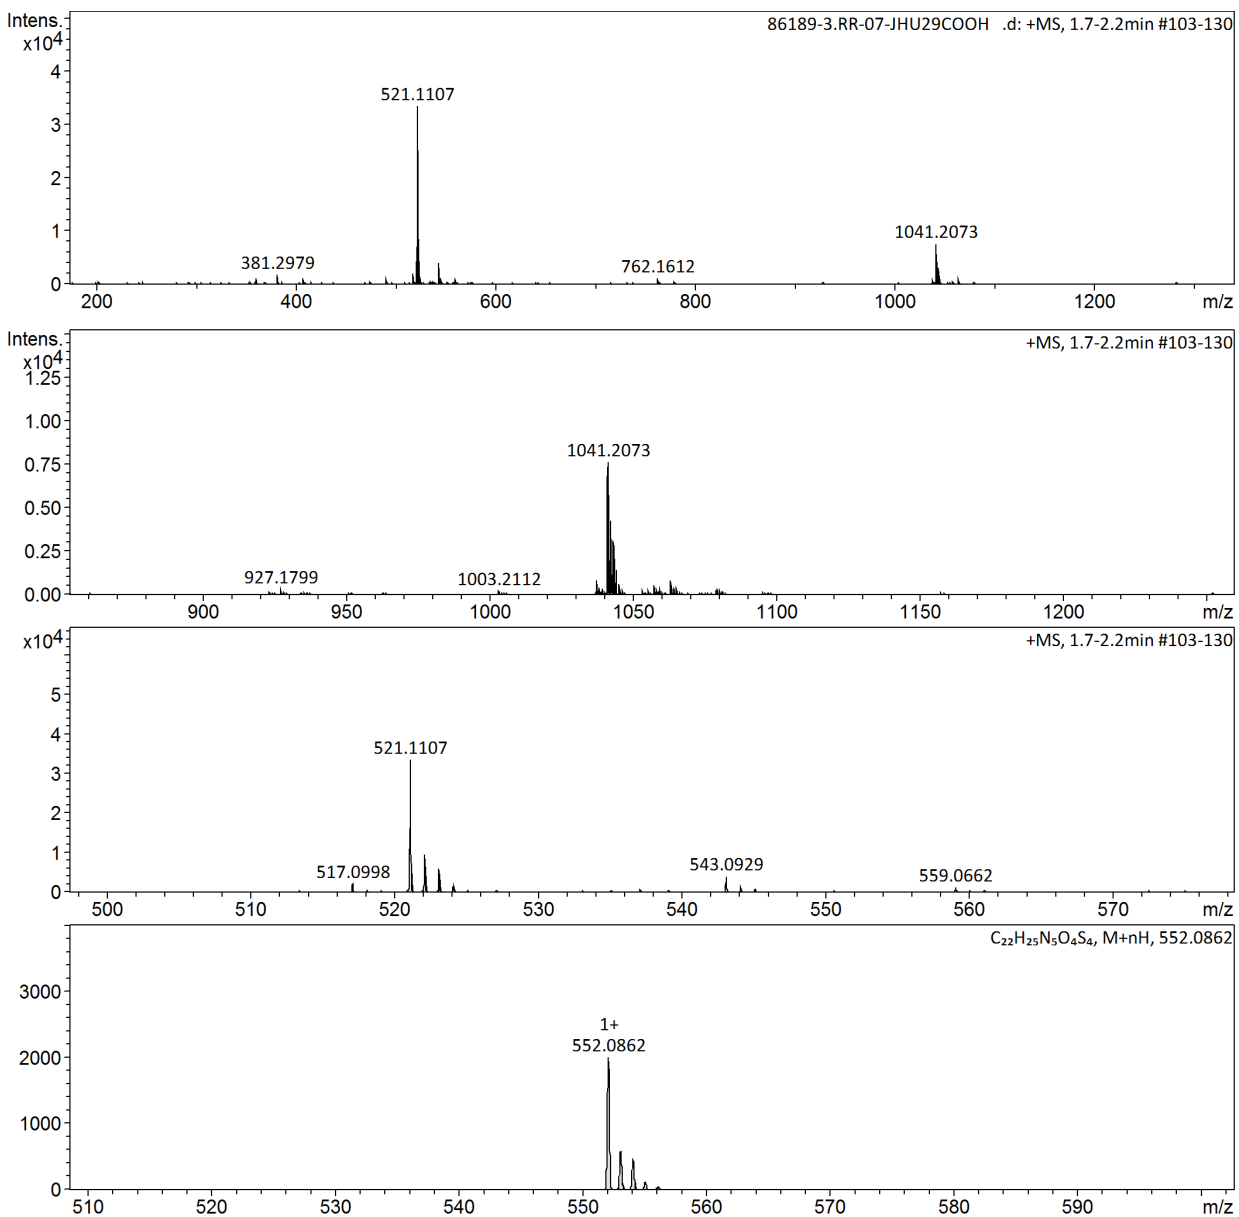 Intens.
x10⁴
86189-3.RR-07-JHU29COOH .d: +MS, 1.7-2.2min #103-130
4
521.1107
3
2
1
1041.2073
381.2979
762.1612
0
200 400 600 800 1000 1200 m/z
Intens.
x10⁴
+MS, 1.7-2.2min #103-130
1.25
1.00
1041.2073
0.75
0.50
0.25
927.1799
1003.2112
0.00
900 950 1000 1050 1100 1150 1200 m/z
x10⁴
+MS, 1.7-2.2min #103-130
5
4
521.1107
3
2
1
517.0998
543.0929
559.0662
0
500 510 520 530 540 550 560 570 m/z
C₂₂H₂₅N₅O₄S₄, M+nH, 552.0862
3000
1+
2000
552.0862
1000
0
510 520 530 540 550 560 570 580 590 m/z